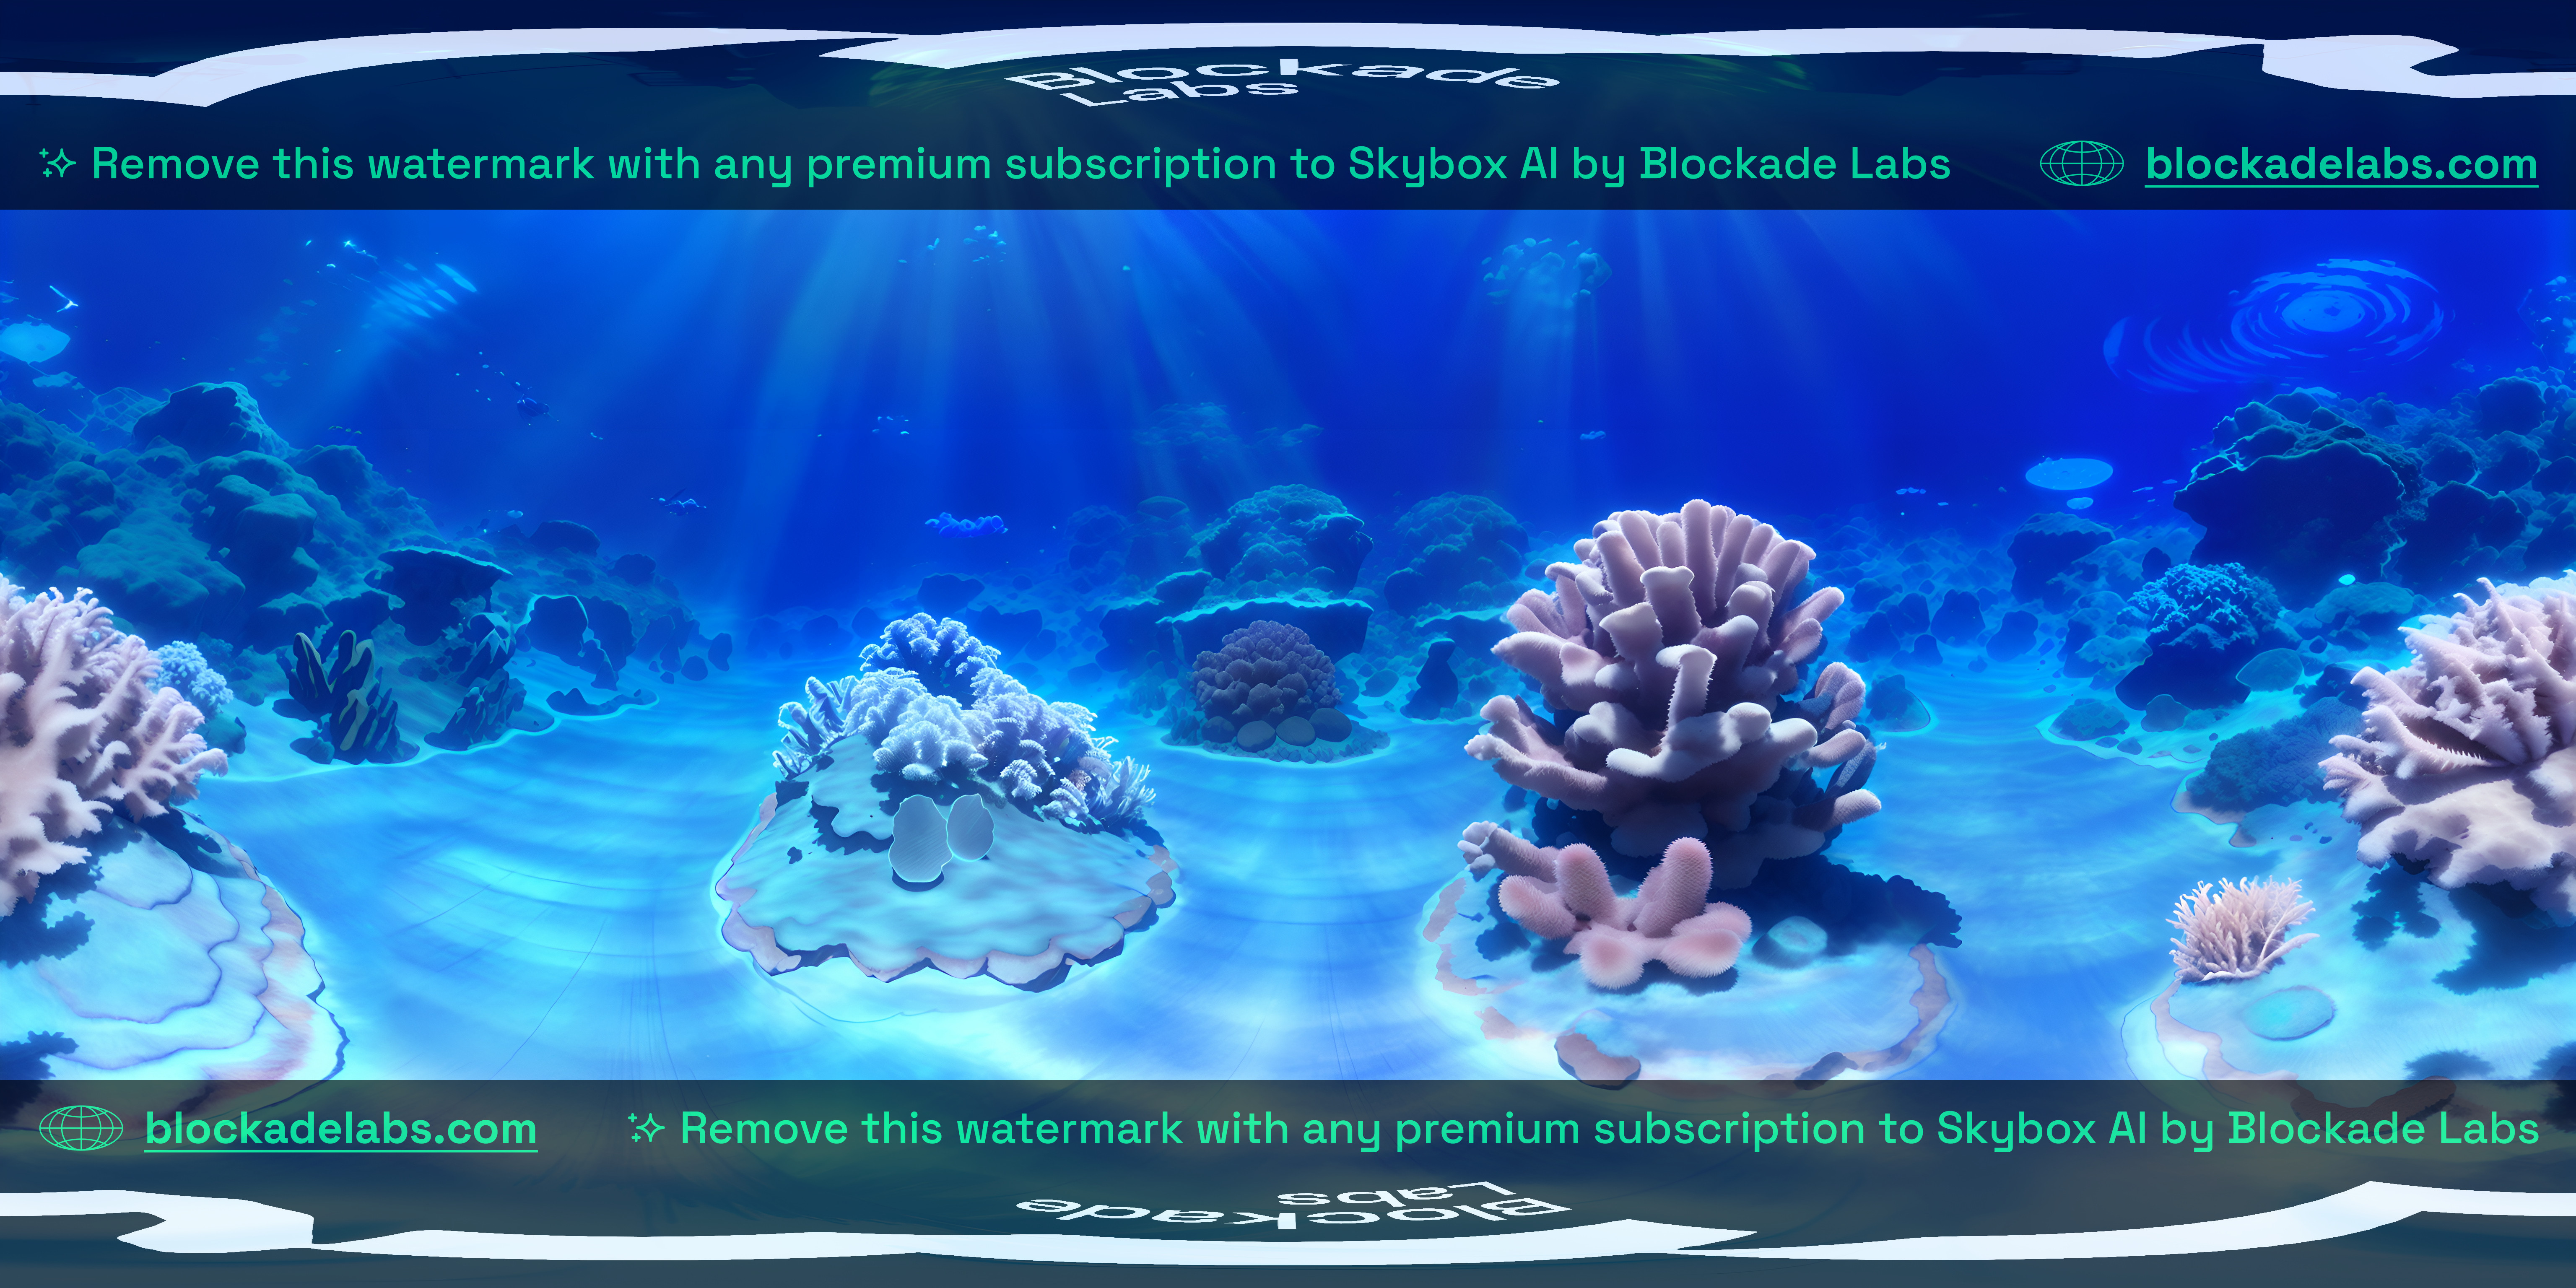 Blockade
Labs
Remove this watermark with any premium subscription to Skybox AI by Blockade Labs
blockadelabs.com
blockadelabs.com
Remove this watermark with any premium subscription to Skybox AI by Blockade Labs
Labs
Blockade